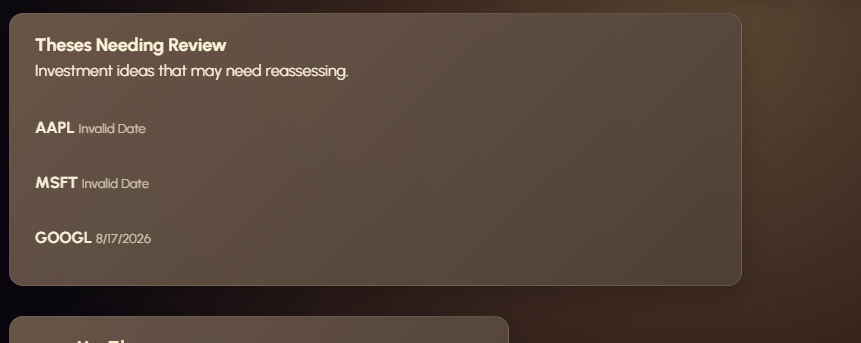 Theses Needing Review
Investment ideas that may need reassessing.
AAPL Invalid Date
MSFT Invalid Date
GOOGL 8/17/2026